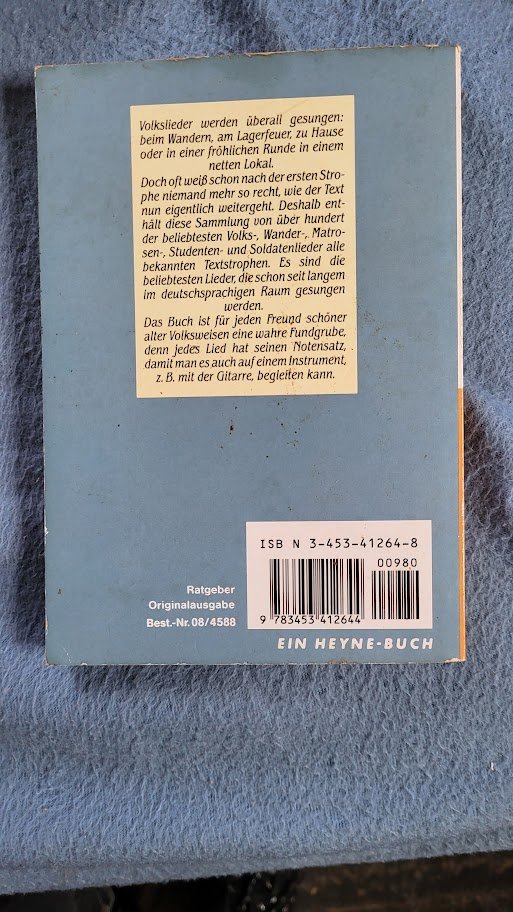 Volkslieder werden überall gesungen:
beim Wandern, am Lagerfeuer, zu Hause
oder in einer fröhlichen Runde in einem
netten Lokal.
Doch oft weiß schon nach der ersten Stro-
phe niemand mehr so recht, wie der Text
nun eigentlich weitergeht. Deshalb ent-
hält diese Sammlung von über hundert
der beliebtesten Volks-, Wander-, Matro-
sen-, Studenten- und Soldatenlieder alle
bekannten Textstrophen. Es sind die
beliebtesten Lieder, die schon seit langem
im deutschsprachigen Raum gesungen
werden.
Das Buch ist für jeden Freund schöner
alter Volksweisen eine wahre Fundgrube,
denn jedes Lied hat seinen Notensatz,
damit man es auch auf einem Instrument,
z. B. mit der Gitarre, begleiten kann.
ISB N 3-453-41264-8
00980
9 783453 412644
Ratgeber
Originalausgabe
Best.-Nr. 08/4588
EIN HEYNE-BUCH